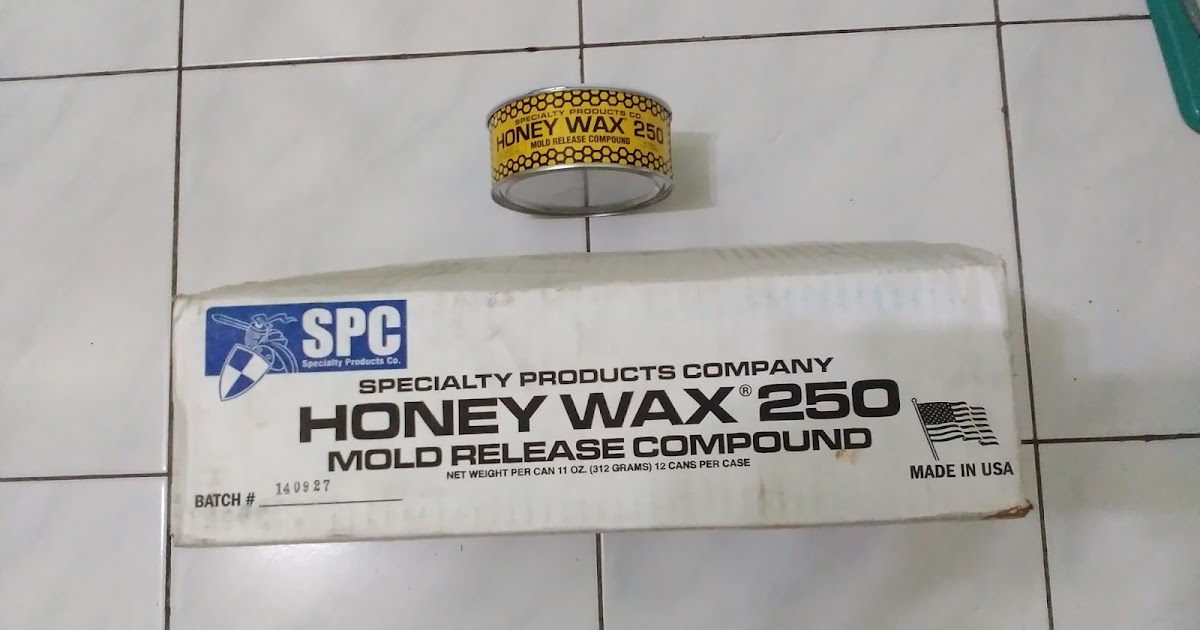 SPECIALTY PRODUCTS CO.
HONEY WAX 250
MOLD RELEASE COMPOUND
SPC
Specialty Products Co.
SPECIALTY PRODUCTS COMPANY
HONEY WAX® 250
MOLD RELEASE COMPOUND
NET WEIGHT PER CAN 11 OZ. (312 GRAMS) 12 CANS PER CASE
MADE IN USA
BATCH # 140927